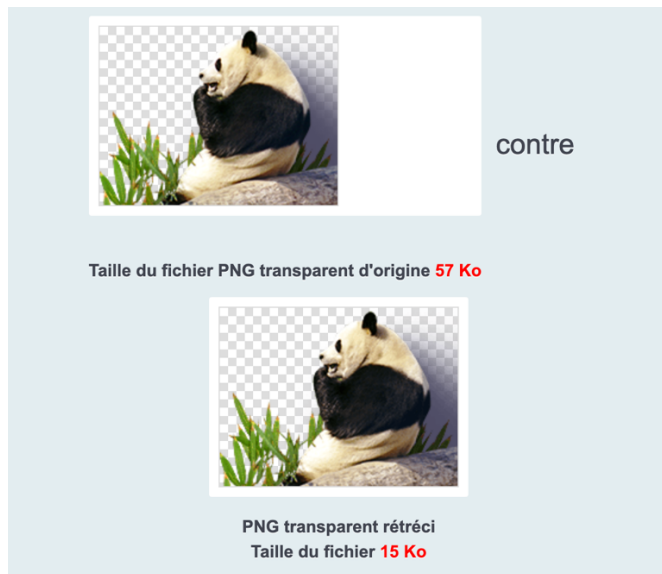 contre
Taille du fichier PNG transparent d'origine 57 Ko
PNG transparent rétréci
Taille du fichier 15 Ko